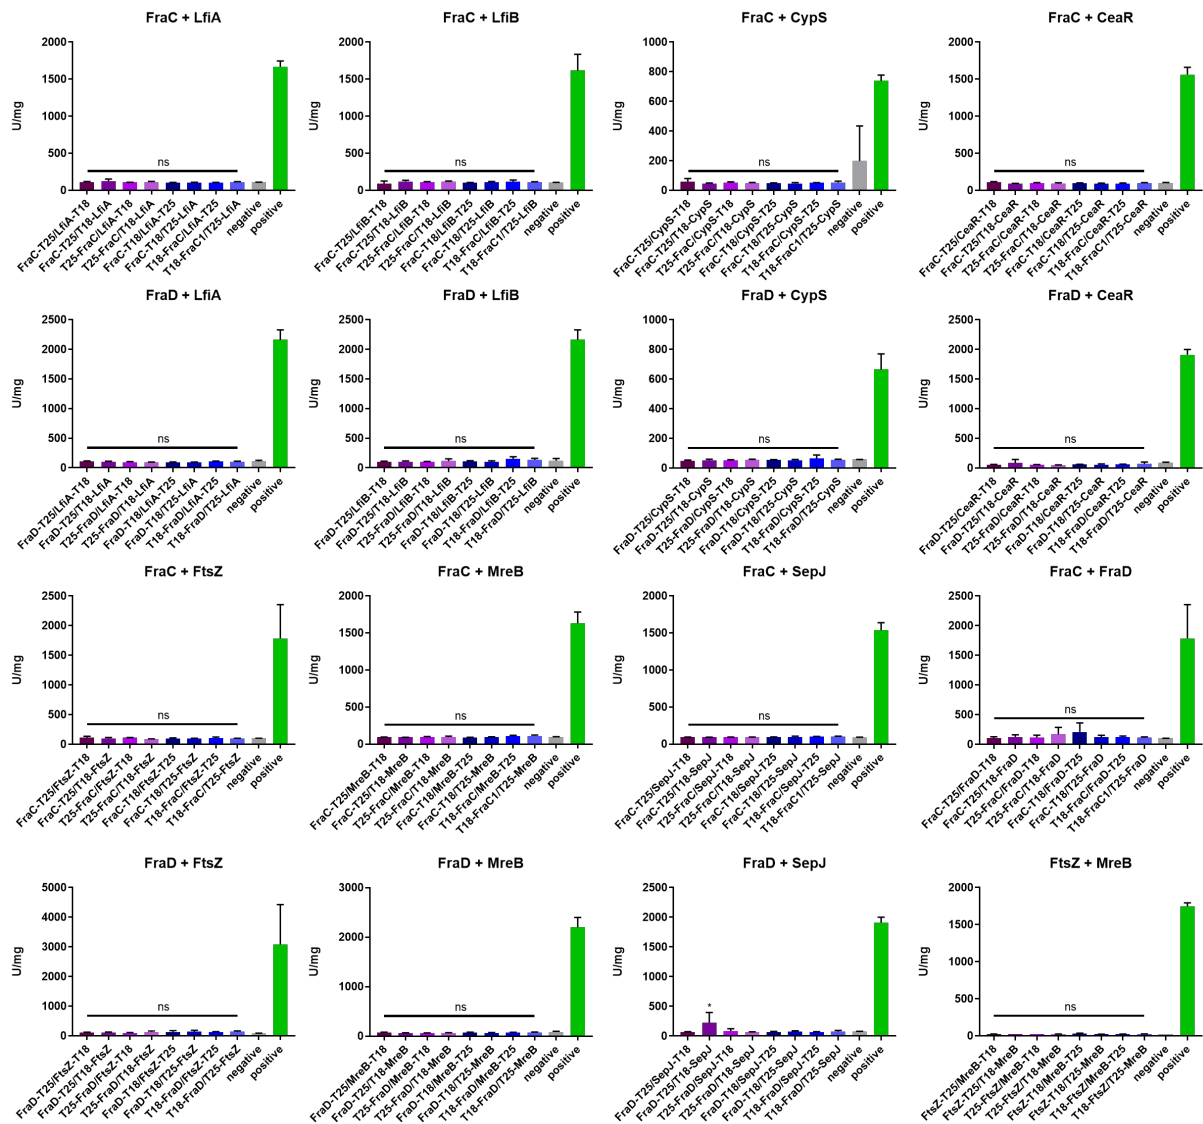 FraC + LfiA
U/mg
2000
1500
1000
500
0
ns
FraC-T25/LfiA-T18
FraC-T25/T18-LfiA
T25-FraC/LfiA-T18
T25-FraC/T18-LfiA
FraC-T18/LfiA-T25
FraC-T18/T25-LfiA
T18-FraC/LfiA-T25
T18-FraC1/T25-LfiA
negative
positive
FraC + LfiB
U/mg
2000
1500
1000
500
0
ns
FraC-T25/LfiB-T18
FraC-T25/T18-LfiB
T25-FraC/LfiB-T18
T25-FraC/T18-LfiB
FraC-T18/LfiB-T25
FraC-T18/T25-LfiB
T18-FraC/LfiB-T25
T18-FraC1/T25-LfiB
negative
positive
FraC + CypS
U/mg
1000
800
600
400
200
0
ns
FraC-T25/CypS-T18
FraC-T25/T18-CypS
T25-FraC/CypS-T18
T25-FraC/T18-CypS
FraC-T18/CypS-T25
FraC-T18/T25-CypS
T18-FraC/CypS-T25
T18-FraC1/T25-CypS
negative
positive
FraC + CeaR
U/mg
2000
1500
1000
500
0
ns
FraC-T25/CeaR-T18
FraC-T25/T18-CeaR
T25-FraC/CeaR-T18
T25-FraC/T18-CeaR
FraC-T18/CeaR-T25
FraC-T18/T25-CeaR
T18-FraC/CeaR-T25
T18-FraC1/T25-CeaR
negative
positive
FraD + LfiA
U/mg
2500
2000
1500
1000
500
0
ns
FraD-T25/LfiA-T18
FraD-T25/T18-LfiA
T25-FraD/LfiA-T18
T25-FraD/T18-LfiA
FraD-T18/LfiA-T25
FraD-T18/T25-LfiA
T18-FraD/LfiA-T25
T18-FraD/T25-LfiA
negative
positive
FraD + LfiB
U/mg
2500
2000
1500
1000
500
0
ns
FraD-T25/LfiB-T18
FraD-T25/T18-LfiB
T25-FraD/LfiB-T18
T25-FraD/T18-LfiB
FraD-T18/LfiB-T25
FraD-T18/T25-LfiB
T18-FraD/LfiB-T25
T18-FraD/T25-LfiB
negative
positive
FraD + CypS
U/mg
1000
800
600
400
200
0
ns
FraD-T25/CypS-T18
FraD-T25/T18-CypS
T25-FraD/CypS-T18
T25-FraD/T18-CypS
FraD-T18/CypS-T25
FraD-T18/T25-CypS
T18-FraD/CypS-T25
T18-FraD/T25-CypS
negative
positive
FraD + CeaR
U/mg
2500
2000
1500
1000
500
0
ns
FraD-T25/CeaR-T18
FraD-T25/T18-CeaR
T25-FraD/CeaR-T18
T25-FraD/T18-CeaR
FraD-T18/CeaR-T25
FraD-T18/T25-CeaR
T18-FraD/CeaR-T25
T18-FraD/T25-CeaR
negative
positive
FraC + FtsZ
U/mg
2500
2000
1500
1000
500
0
ns
FraC-T25/FtsZ-T18
FraC-T25/T18-FtsZ
T25-FraC/FtsZ-T18
T25-FraC/T18-FtsZ
FraC-T18/FtsZ-T25
FraC-T18/T25-FtsZ
T18-FraC/FtsZ-T25
T18-FraC/T25-FtsZ
negative
positive
FraC + MreB
U/mg
2000
1500
1000
500
0
ns
FraC-T25/MreB-T18
FraC-T25/T18-MreB
T25-FraC/MreB-T18
T25-FraC/T18-MreB
FraC-T18/MreB-T25
FraC-T18/T25-MreB
T18-FraC/MreB-T25
T18-FraC1/T25-MreB
negative
positive
FraC + SepJ
U/mg
2000
1500
1000
500
0
ns
FraC-T25/SepJ-T18
FraC-T25/T18-SepJ
T25-FraC/SepJ-T18
T25-FraC/T18-SepJ
FraC-T18/SepJ-T25
FraC-T18/T25-SepJ
T18-FraC/SepJ-T25
T18-FraC1/T25-SepJ
negative
positive
FraC + FraD
U/mg
2500
2000
1500
1000
500
0
ns
FraC-T25/FraD-T18
FraC-T25/T18-FraD
T25-FraC/FraD-T18
T25-FraC/T18-FraD
FraC-T18/FraD-T25
FraC-T18/T25-FraD
T18-FraC/FraD-T25
T18-FraC1/T25-FraD
negative
positive
FraD + FtsZ
U/mg
5000
4000
3000
2000
1000
0
ns
FraD-T25/FtsZ-T18
FraD-T25/T18-FtsZ
T25-FraD/FtsZ-T18
T25-FraD/T18-FtsZ
FraD-T18/FtsZ-T25
FraD-T18/T25-FtsZ
T18-FraD/FtsZ-T25
T18-FraD/T25-FtsZ
negative
positive
FraD + MreB
U/mg
3000
2000
1000
0
ns
FraD-T25/MreB-T18
FraD-T25/T18-MreB
T25-FraD/MreB-T18
T25-FraD/T18-MreB
FraD-T18/MreB-T25
FraD-T18/T25-MreB
T18-FraD/MreB-T25
T18-FraD/T25-MreB
negative
positive
FraD + SepJ
U/mg
2500
2000
1500
1000
500
0
*
FraD-T25/SepJ-T18
FraD-T25/T18-SepJ
T25-FraD/SepJ-T18
T25-FraD/T18-SepJ
FraD-T18/SepJ-T25
FraD-T18/T25-SepJ
T18-FraD/SepJ-T25
T18-FraD/T25-SepJ
negative
positive
FtsZ + MreB
U/mg
2000
1500
1000
500
0
ns
FtsZ-T25/MreB-T18
FtsZ-T25/T18-MreB
T25-FtsZ/MreB-T18
T25-FtsZ/T18-MreB
FtsZ-T18/MreB-T25
FtsZ-T18/T25-MreB
T18-FtsZ/MreB-T25
T18-FtsZ/T25-MreB
negative
positive